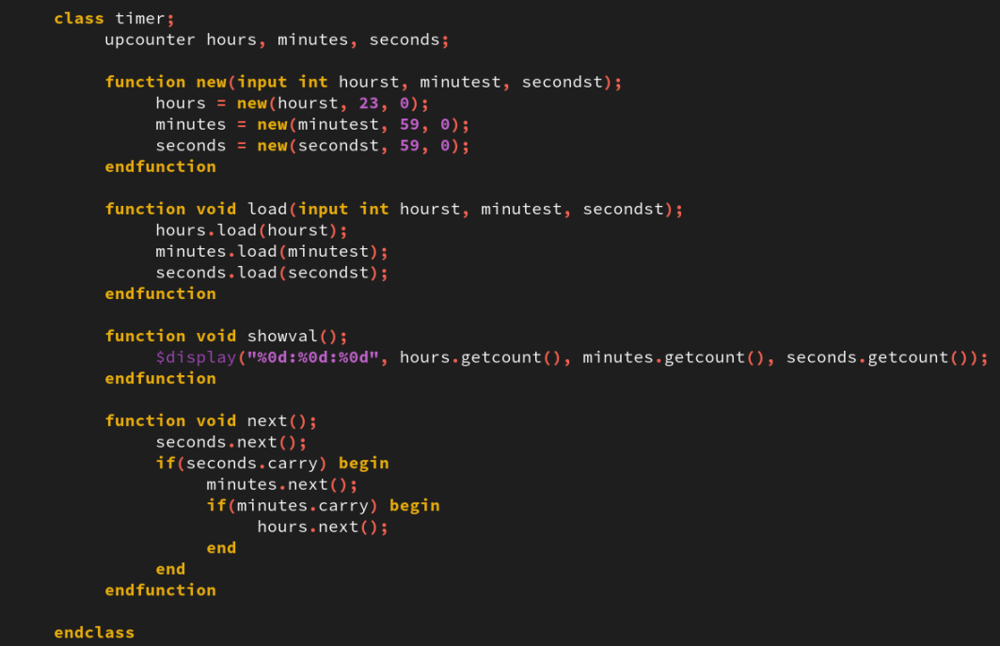 class timer;
upcounter hours, minutes, seconds;
function new(input int hourst, minutest, secondst);
hours = new(hourst, 23, 0);
minutes = new(minutest, 59, 0);
seconds = new(secondst, 59, 0);
endfunction
function void load(input int hourst, minutest, secondst);
hours.load(hourst);
minutes.load(minutest);
seconds.load(secondst);
endfunction
function void showval();
$display("%0d:%0d:%0d", hours.getcount(), minutes.getcount(), seconds.getcount());
endfunction
function void next();
seconds.next();
if(seconds.carry) begin
minutes.next();
if(minutes.carry) begin
hours.next();
end
end
endfunction
endclass